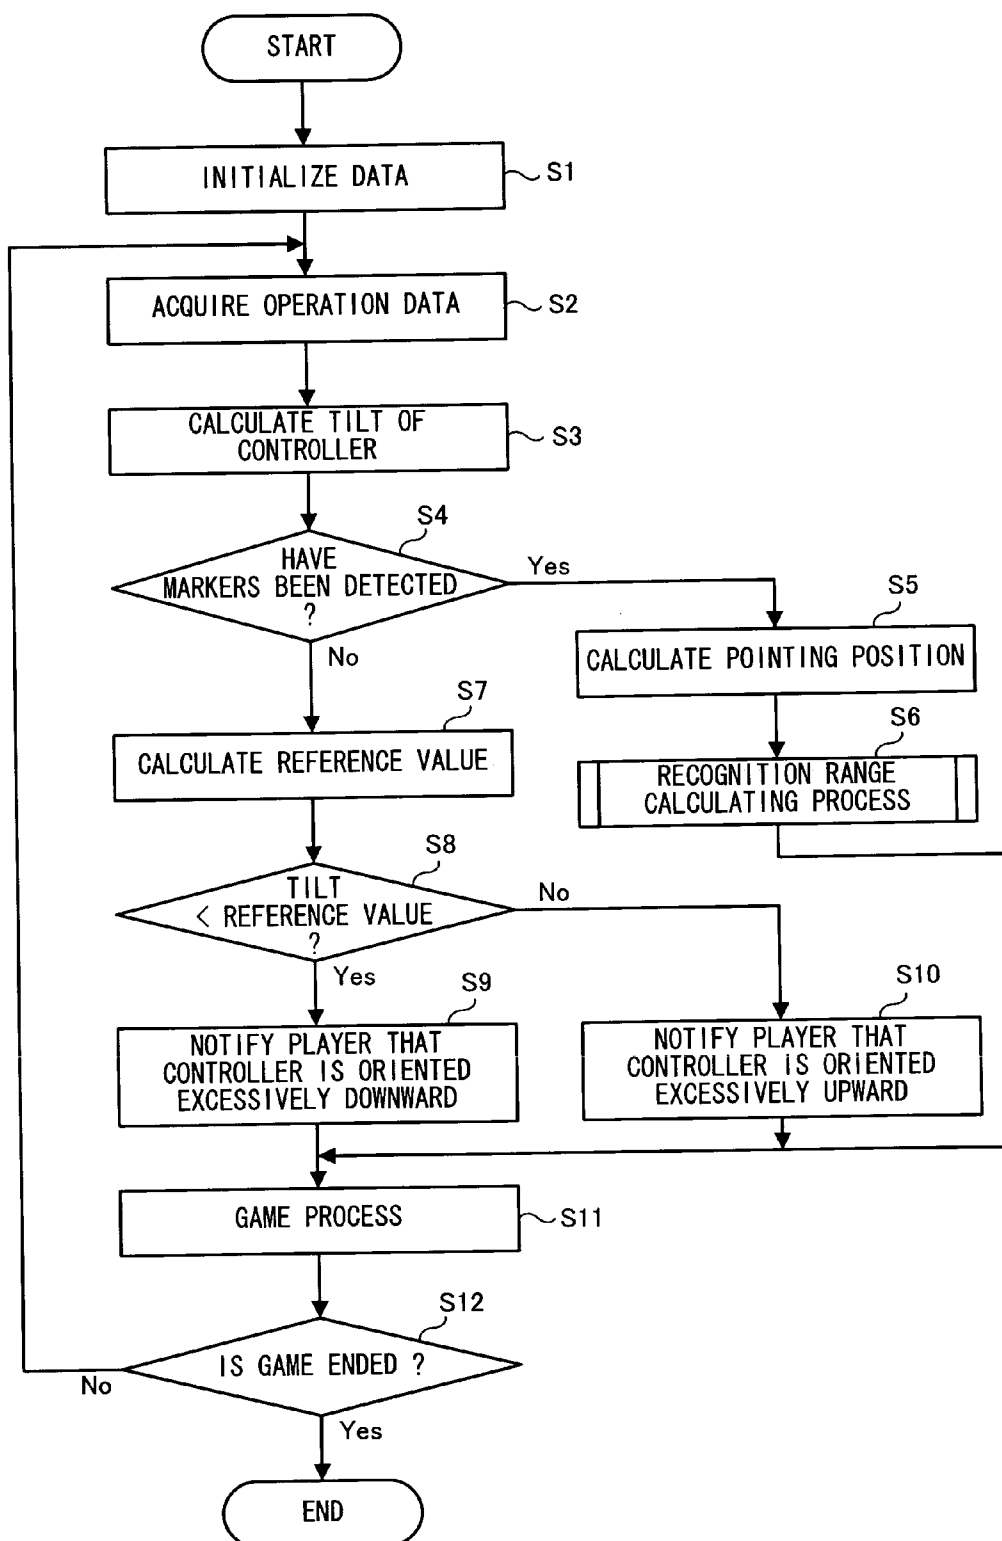 START
INITIALIZE DATA
S1
ACQUIRE OPERATION DATA
S2
CALCULATE TILT OF
CONTROLLER
S3
S4
HAVE
MARKERS BEEN DETECTED
?
Yes
No
S5
CALCULATE POINTING POSITION
S6
RECOGNITION RANGE
CALCULATING PROCESS
S7
CALCULATE REFERENCE VALUE
S8
TILT
< REFERENCE VALUE
?
No
Yes
S9
NOTIFY PLAYER THAT
CONTROLLER IS ORIENTED
EXCESSIVELY DOWNWARD
S10
NOTIFY PLAYER THAT
CONTROLLER IS ORIENTED
EXCESSIVELY UPWARD
GAME PROCESS
S11
S12
IS GAME ENDED ?
No
Yes
END